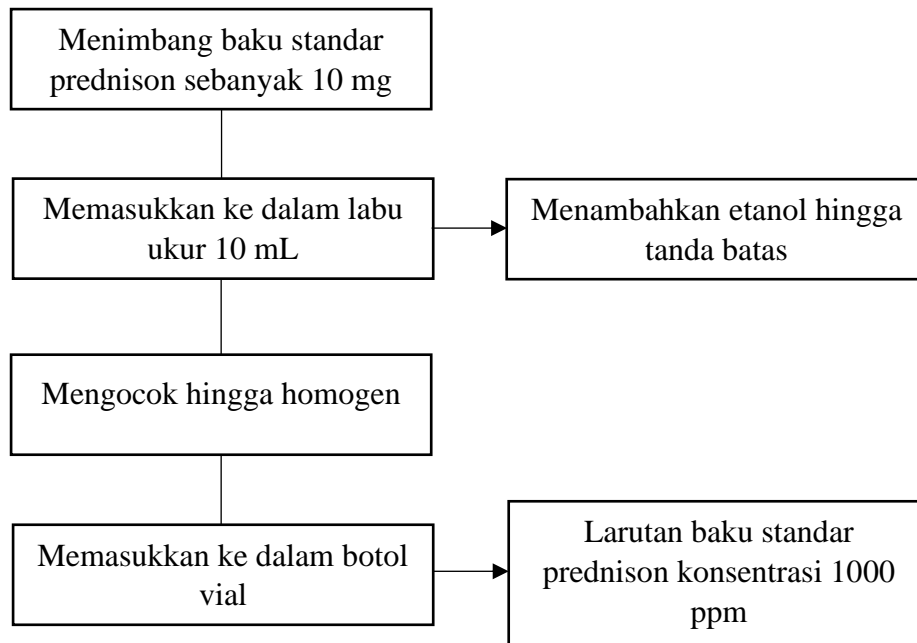 Menimbang baku standar
prednison sebanyak 10 mg
Memasukkan ke dalam labu
ukur 10 mL
Menambahkan etanol hingga
tanda batas
Mengocok hingga homogen
Memasukkan ke dalam botol
vial
Larutan baku standar
prednison konsentrasi 1000
ppm